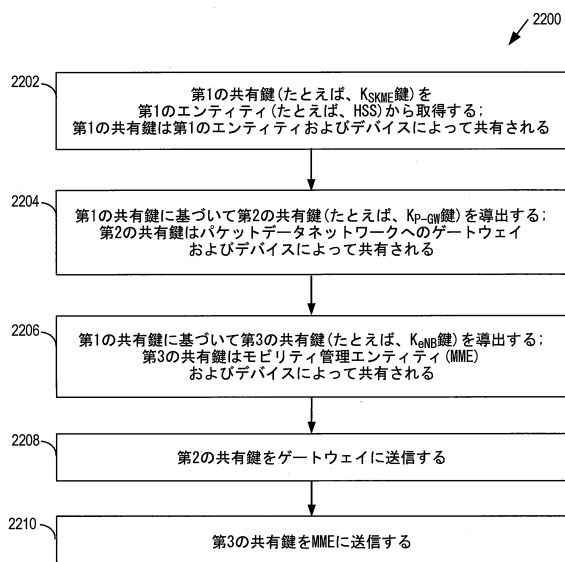 2200
2202
第1の共有鍵(たとえば、KSKME鍵)を
第1のエンティティ(たとえば、HSS)から取得する;
第1の共有鍵は第1のエンティティおよびデバイスによって共有される
2204
第1の共有鍵に基づいて第2の共有鍵(たとえば、KP-GW鍵)を導出する;
第2の共有鍵はパケットデータネットワークへのゲートウェイ
およびデバイスによって共有される
2206
第1の共有鍵に基づいて第3の共有鍵(たとえば、KeNB鍵)を導出する;
第3の共有鍵はモビリティ管理エンティティ(MME)
およびデバイスによって共有される
2208
第2の共有鍵をゲートウェイに送信する
2210
第3の共有鍵をMMEに送信する